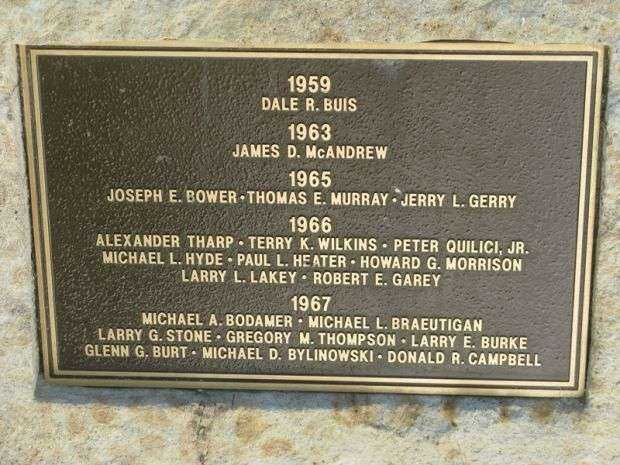 1959
DALE R. BUIS
1963
JAMES D. McANDREW
1965
JOSEPH E. BOWER · THOMAS E. MURRAY · JERRY L. GERRY
1966
ALEXANDER THARP · TERRY K. WILKINS · PETER QUILICI, JR.
MICHAEL L. HYDE · PAUL L. HEATER · HOWARD G. MORRISON
LARRY L. LAKEY · ROBERT E. GAREY
1967
MICHAEL A. BODAMER · MICHAEL L. BRAEUTIGAN
LARRY G. STONE · GREGORY M. THOMPSON · LARRY E. BURKE
GLENN G. BURT · MICHAEL D. BYLINOWSKI · DONALD R. CAMPBELL